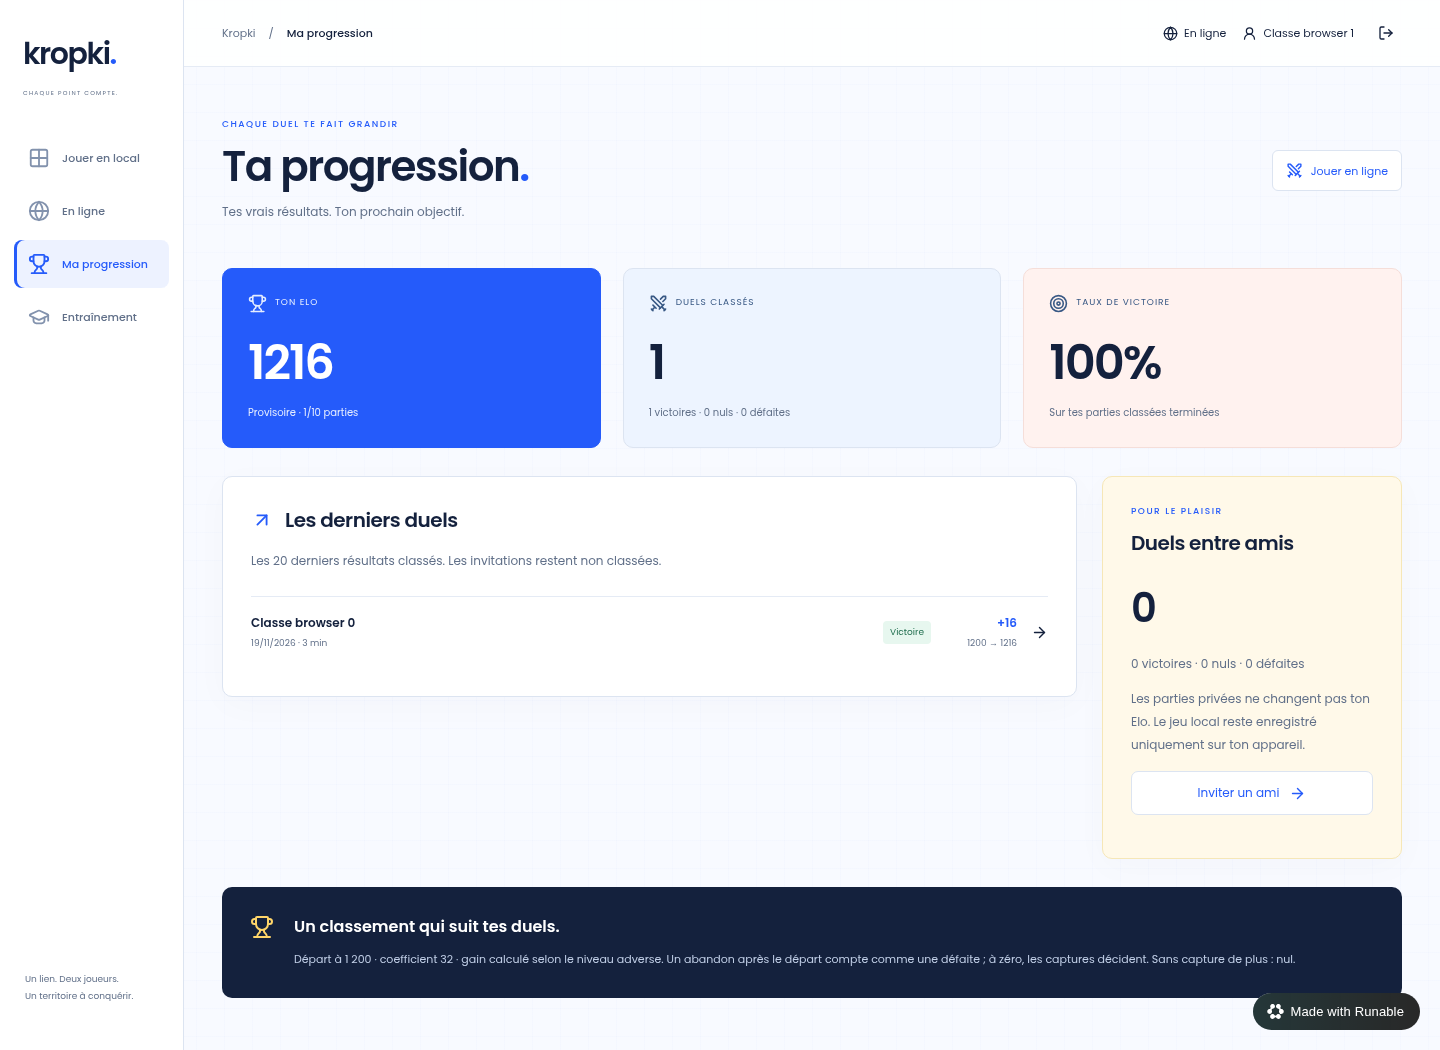 kropki.
CHAQUE POINT COMPTE.
Jouer en local
En ligne
Ma progression
Entraînement
Un lien. Deux joueurs.
Un territoire à conquérir.
Kropki / Ma progression
En ligne
Classe browser 1
CHAQUE DUEL TE FAIT GRANDIR
Ta progression.
Tes vrais résultats. Ton prochain objectif.
Jouer en ligne
TON ELO
1216
Provisoire · 1/10 parties
DUELS CLASSÉS
1
1 victoires · 0 nuls · 0 défaites
TAUX DE VICTOIRE
100%
Sur tes parties classées terminées
Les derniers duels
Les 20 derniers résultats classés. Les invitations restent non classées.
Classe browser 0
19/11/2026 · 3 min
Victoire
+16
1200 → 1216
POUR LE PLAISIR
Duels entre amis
0
0 victoires · 0 nuls · 0 défaites
Les parties privées ne changent pas ton
Elo. Le jeu local reste enregistré
uniquement sur ton appareil.
Inviter un ami
Un classement qui suit tes duels.
Départ à 1 200 · coefficient 32 · gain calculé selon le niveau adverse. Un abandon après le départ compte comme une défaite ; à zéro, les captures décident. Sans capture de plus : nul.
Made with Runable